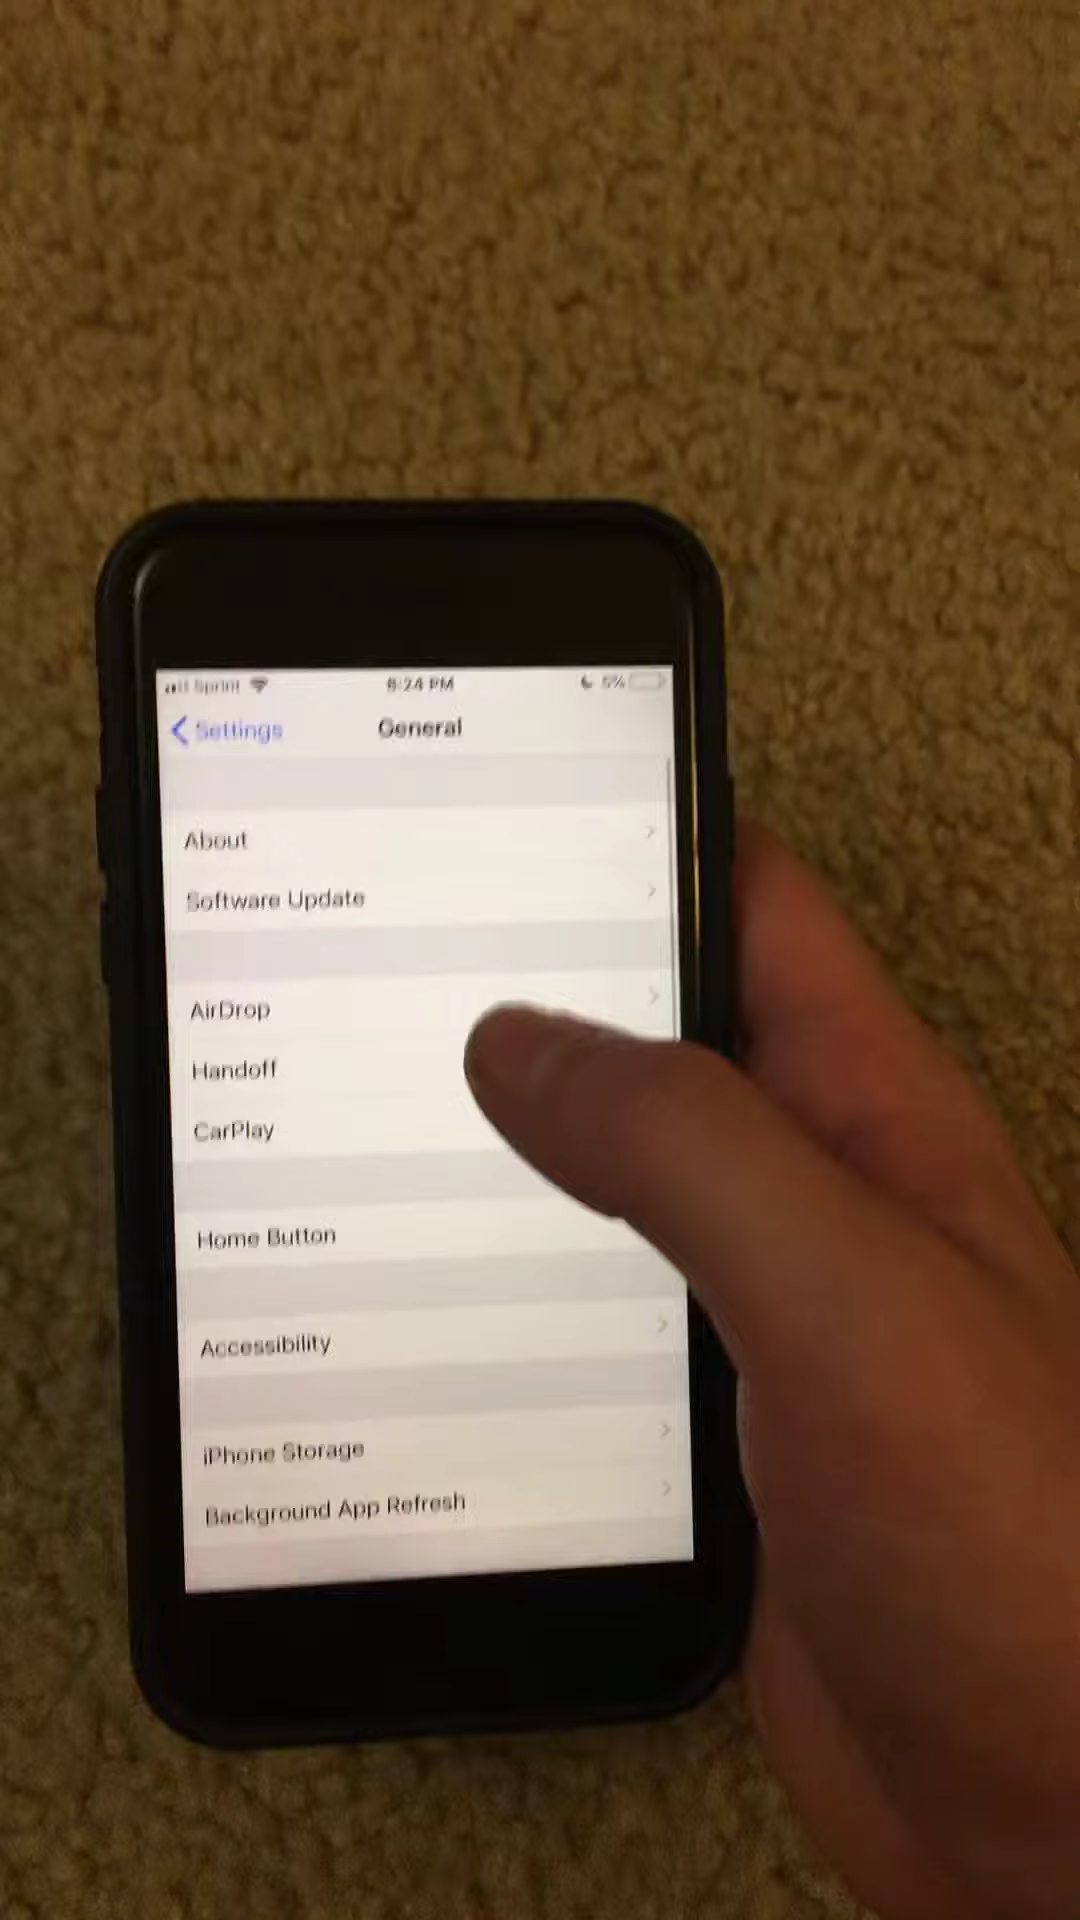 Sprint 8:24 PM 5%
Settings General
About
Software Update
AirDrop
Handoff
CarPlay
Home Button
Accessibility
iPhone Storage
Background App Refresh